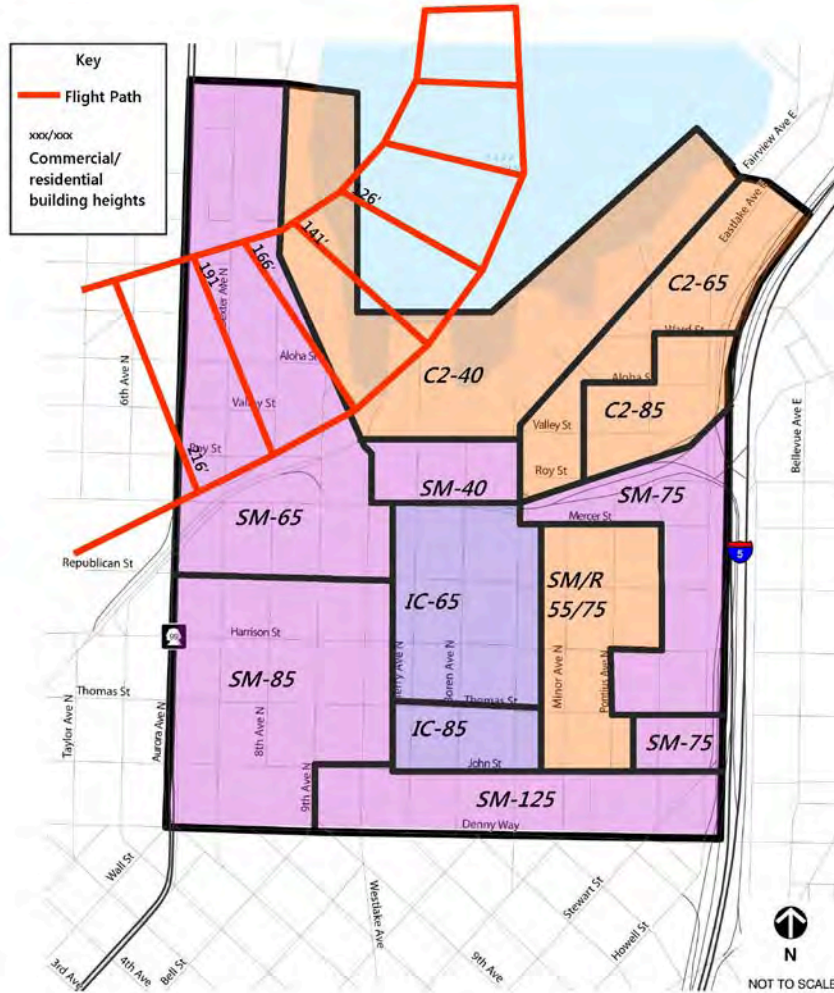 Key
Flight Path
xxx/xxx
Commercial/
residential
building heights
Fairview Ave E
Eastlake Ave E
126'
141'
166'
191'
216'
6th Ave N
Aloha St
Valley St
Roy St
C2-65
Ward St
C2-40
Aloha St
C2-85
Valley St
Roy St
Bellevue Ave E
SM-40
SM-75
SM-65
Mercer St
Republican St
5
IC-65
SM/R
55/75
Harrison St
99
SM-85
Thomas St
Thomas St
Taylor Ave N
Aurora Ave N
8th Ave N
9th Ave N
Boren Ave N
Minor Ave N
Pontius Ave N
IC-85
SM-75
John St
SM-125
Denny Way
Wall St
3rd Ave
4th Ave
Bell St
Westlake Ave
9th Ave
Stewart St
Howell St
N
NOT TO SCALE